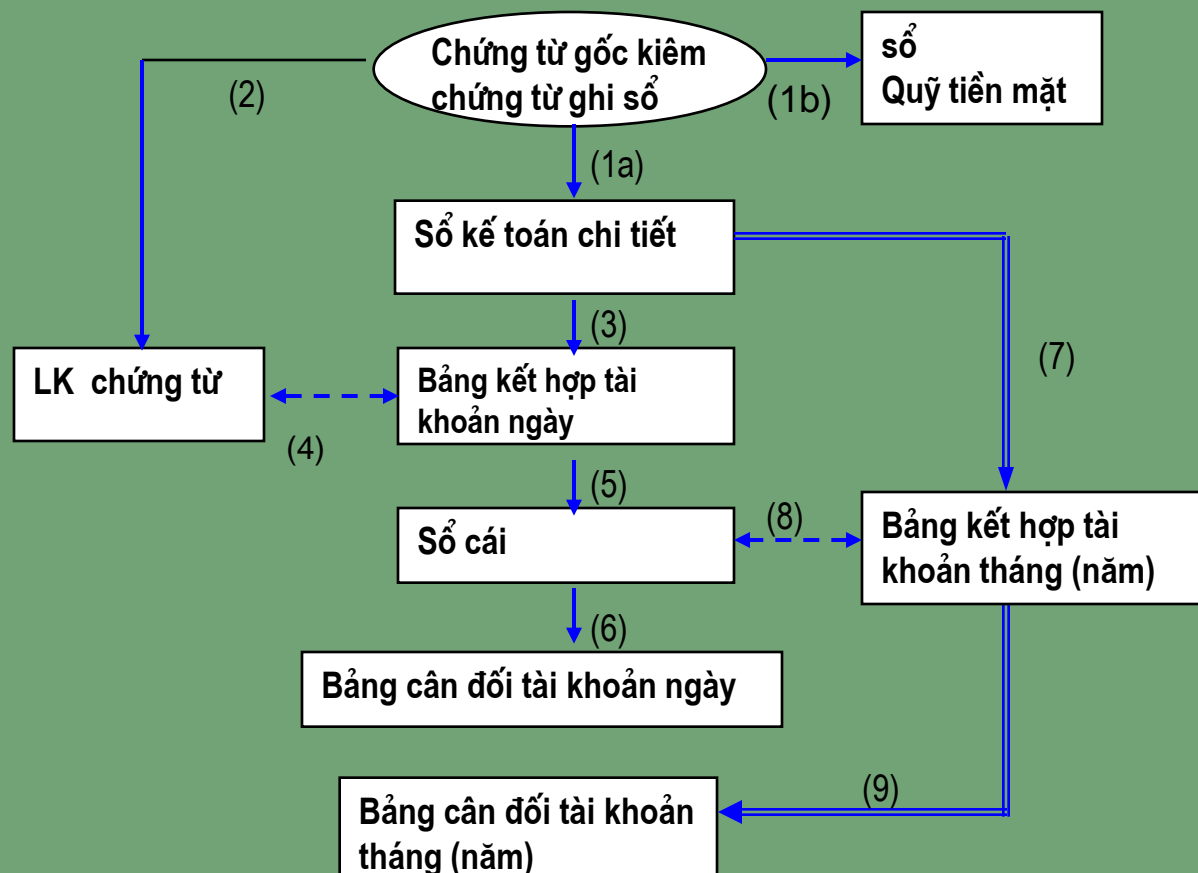 Chứng từ gốc kiêm
chứng từ ghi sổ
sổ
Quỹ tiền mặt
(2)
(1b)
(1a)
Sổ kế toán chi tiết
(3)
(7)
LK chứng từ
Bảng kết hợp tài
khoản ngày
(4)
(5)
Sổ cái
(8)
Bảng kết hợp tài
khoản tháng (năm)
(6)
Bảng cân đối tài khoản ngày
(9)
Bảng cân đối tài khoản
tháng (năm)